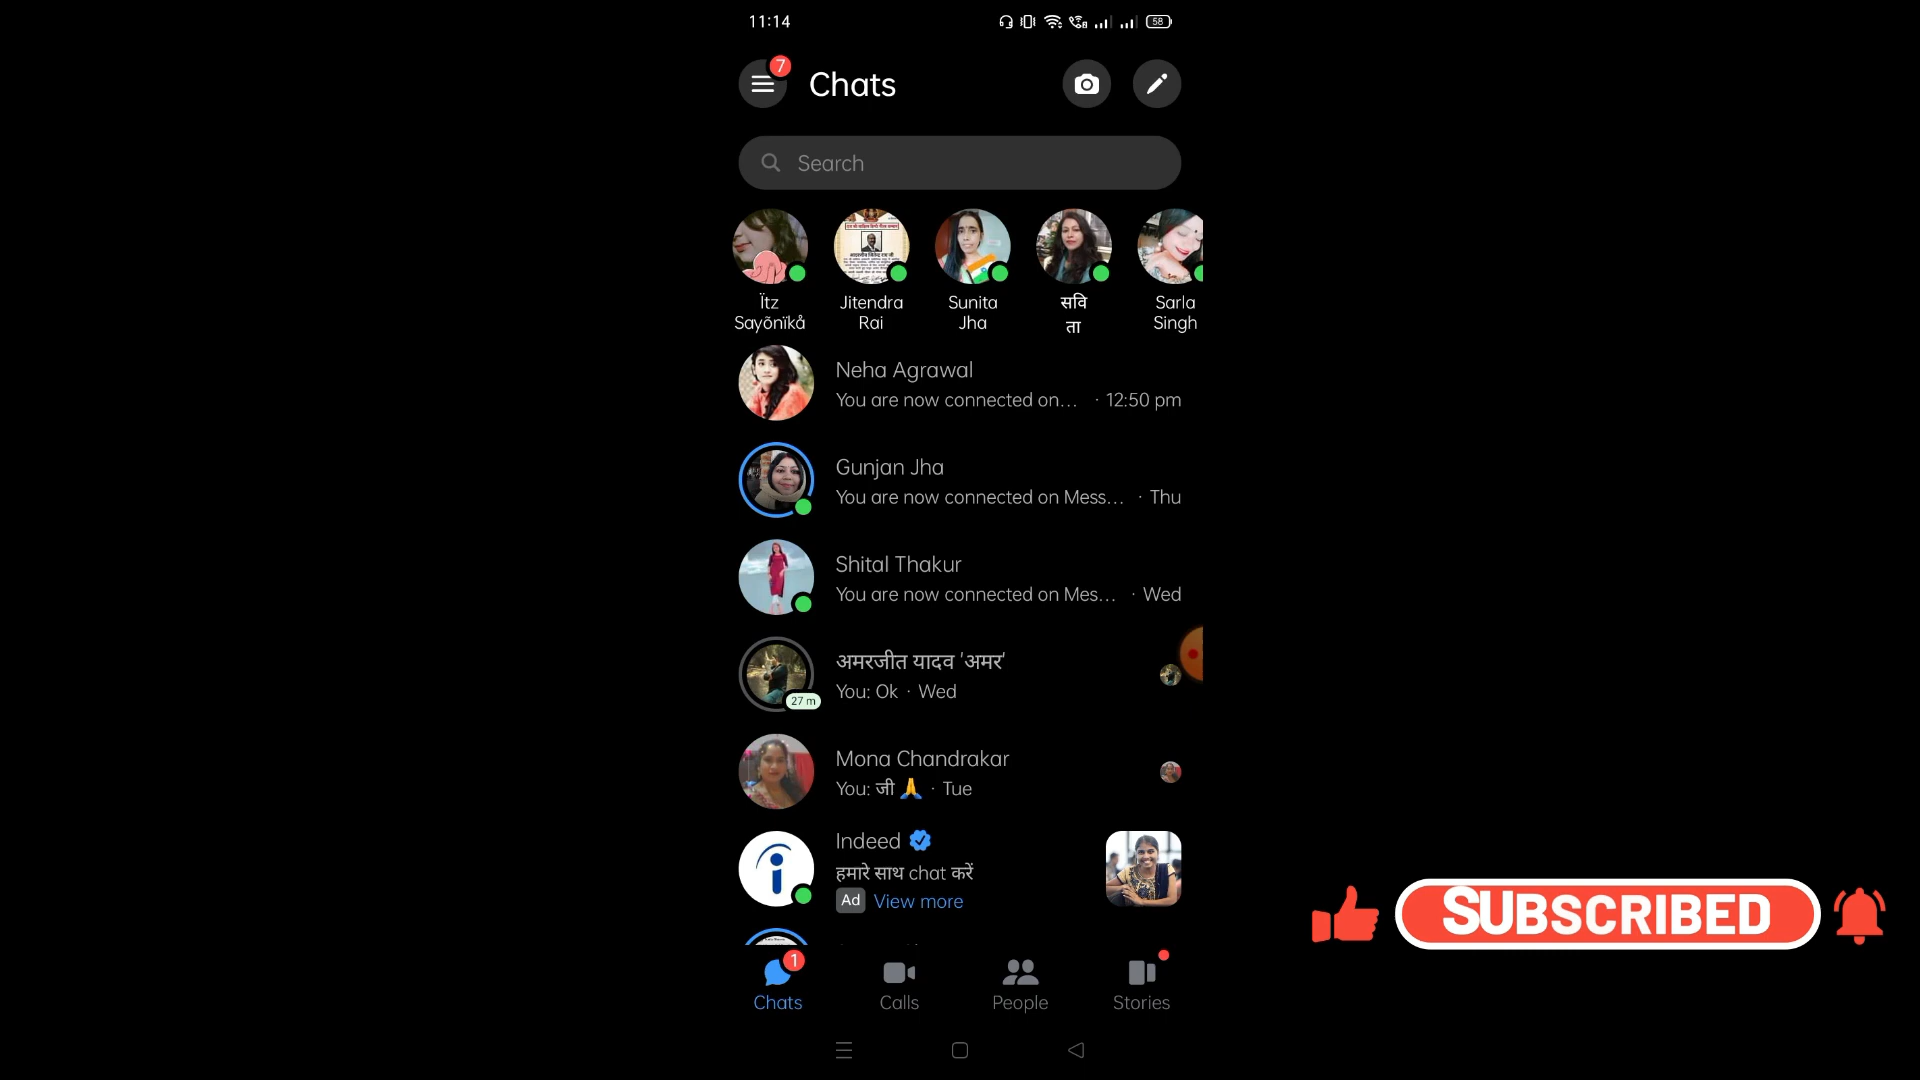 11:14
58
7
Chats
Search
Ïtz
Sayõnïkå
Jitendra
Rai
Sunita
Jha
सवि
ता
Sarla
Singh
Neha Agrawal
You are now connected on... · 12:50 pm
Gunjan Jha
You are now connected on Mess... · Thu
Shital Thakur
You are now connected on Mes... · Wed
27 m
अमरजीत यादव 'अमर'
You: Ok · Wed
Mona Chandrakar
You: जी 🙏 · Tue
Indeed
हमारे साथ chat करें
Ad View more
SUBSCRIBED
1
Chats
Calls
People
Stories